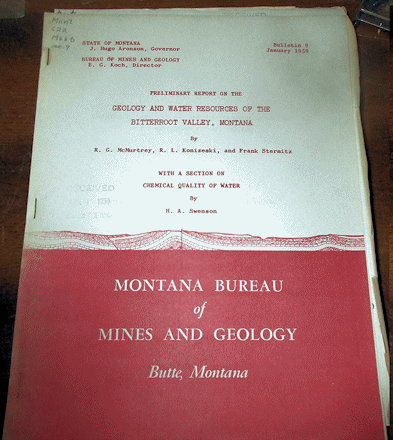 STATE OF MONTANA
J. Hugo Aronson, Governor
BUREAU OF MINES AND GEOLOGY
E. G. Koch, Director
Bulletin 9
January 1959
PRELIMINARY REPORT ON THE
GEOLOGY AND WATER RESOURCES OF THE
BITTERROOT VALLEY, MONTANA
By
R. G. McMurtrey, R. L. Konizeski, and Frank Stermitz
WITH A SECTION ON
CHEMICAL QUALITY OF WATER
By
H. A. Swenson
MONTANA BUREAU
of
MINES AND GEOLOGY
Butte, Montana